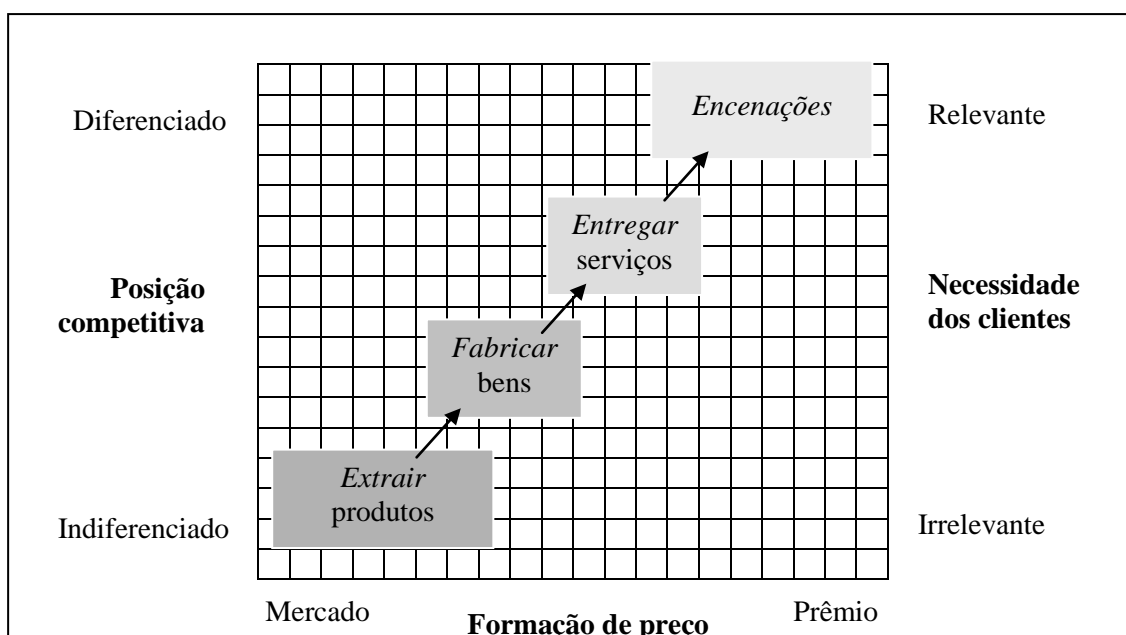 Encenações
Diferenciado
Relevante
Entregar
serviços
Posição
competitiva
Necessidade
dos clientes
Fabricar
bens
Extrair
produtos
Indiferenciado
Irrelevante
Mercado
Formação de preço
Prêmio